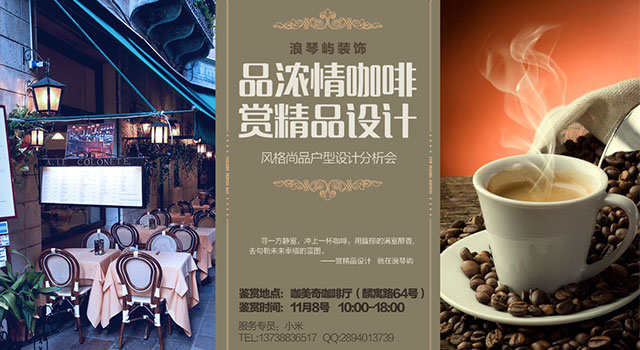 LE COLONETE
浪琴屿装饰
品浓情咖啡
赏精品设计
风格尚品户型设计分析会
寻一方静室,冲上一杯咖啡,用馥郁的满室醇香,
去勾勒未来幸福的蓝图。
——赏精品设计 就在浪琴屿
鉴赏地点:咖美奇咖啡厅(麟寓路64号)
鉴赏时间:11月8号 10:00~18:00
服务专员:小米
TEL:13738836517 QQ:2894013739